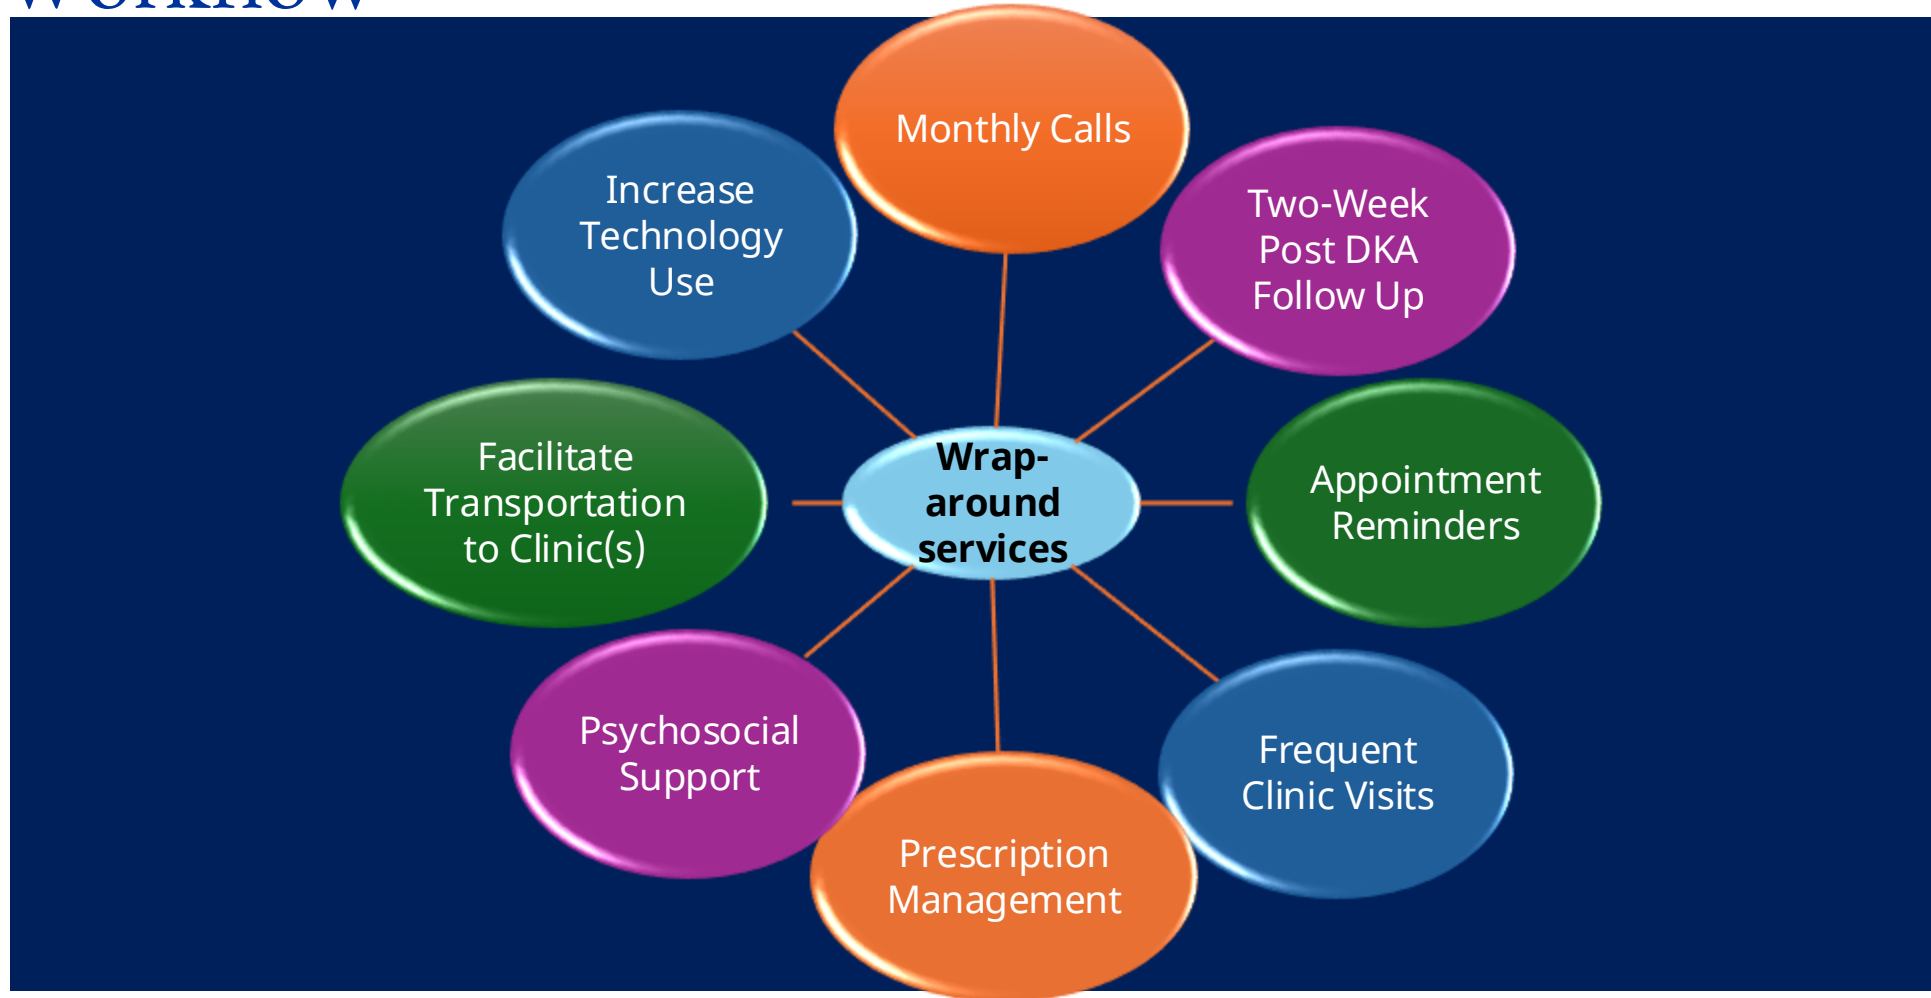 Workflow
Monthly Calls
Two-Week
Post DKA
Follow Up
Appointment
Reminders
Frequent
Clinic Visits
Prescription
Management
Psychosocial
Support
Facilitate
Transportation
to Clinic(s)
Increase
Technology
Use
Wrap-
around
services